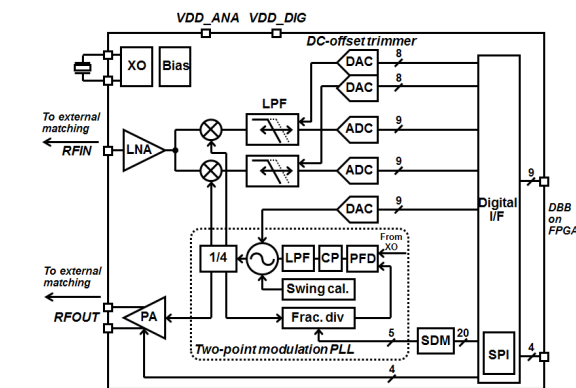 VDD_ANA VDD_DIG
DC-offset trimmer
XO Bias
DAC 8
DAC 8
LPF
To external
matching
RFIN
LNA
ADC 9
ADC 9
DAC 9
Digital
I/F
9
DBB
on
FPGA
From
XO
1/4
LPF CP PFD
Swing cal.
Frac. div
To external
matching
RFOUT
PA
Two-point modulation PLL
5
SDM
20
SPI
4
4